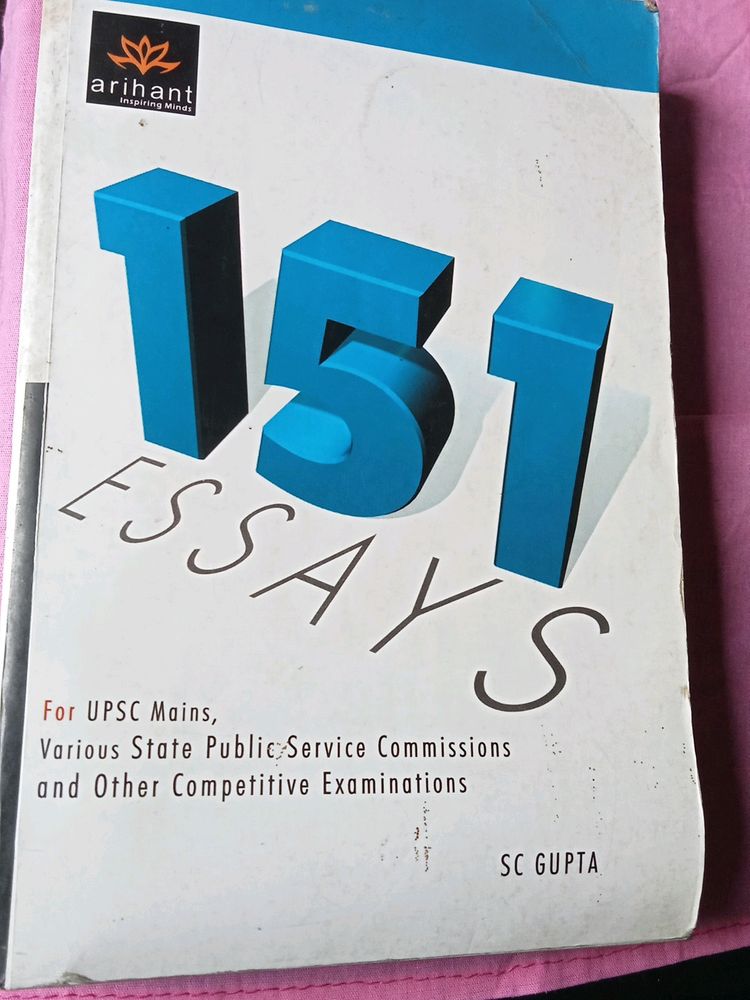 arihant
Inspiring Minds
151
ESSAYS
For UPSC Mains,
Various State Public Service Commissions
and Other Competitive Examinations
SC GUPTA